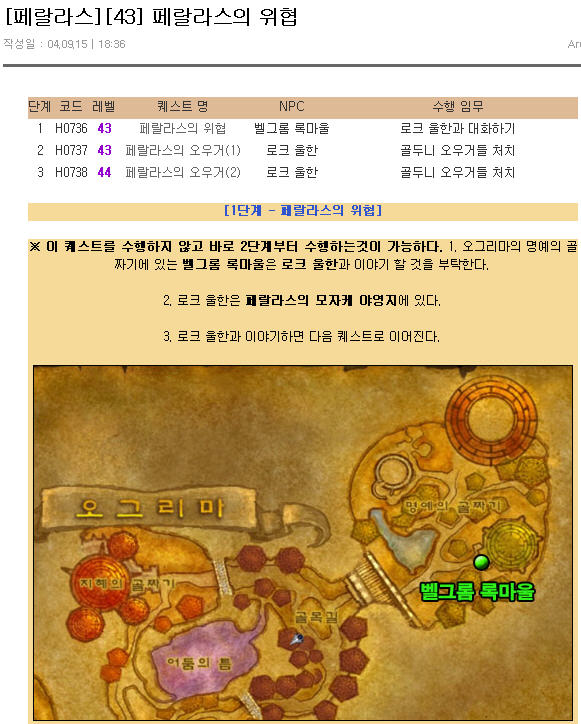 [페랄라스][43] 페랄라스의 위협
작성일 : 04,09,15 | 18:36
단계 코드 레벨 퀘스트 명 NPC 수행 임무
1 H0736 43 페랄라스의 위협 벨그롬 록마울 로크 울한과 대화하기
2 H0737 43 페랄라스의 오우거(1) 로크 울한 골두니 오우거들 처치
3 H0738 44 페랄라스의 오우거(2) 로크 울한 골두니 오우거들 처치
[1단계 - 페랄라스의 위협]
※ 이 퀘스트를 수행하지 않고 바로 2단계부터 수행하는것이 가능하다. 1. 오그리마의 명예의 골
짜기에 있는 벨그롬 록마울은 로크 울한과 이야기 할 것을 부탁한다.
2. 로크 울한은 페랄라스의 모자케 야영지에 있다.
3. 로크 울한과 이야기하면 다음 퀘스트로 이어진다.
오그리마
명예의 골짜기
벨그롬 록마울
지혜의 골짜기
골목길
어둠의 틈